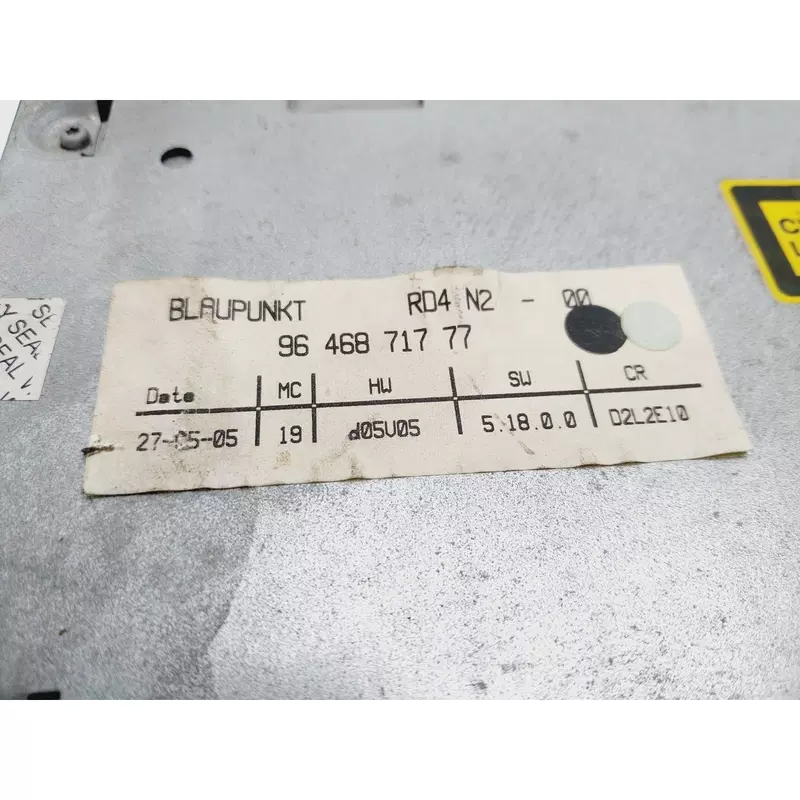 BLAUPUNKT RD4 N2 - 00
96 468 717 77
Date MC HW SW CR
27-05-05 19 d05V05 5.18.0.0 D2L2E10
SEAL